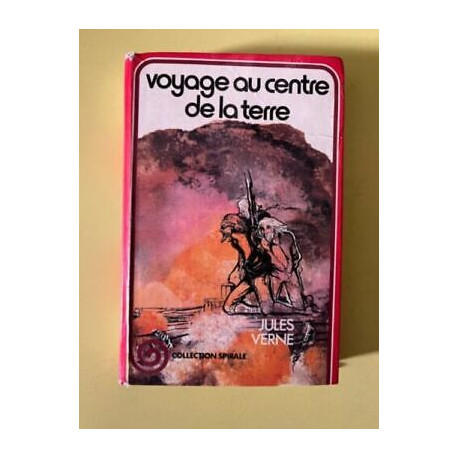 voyage au centre
de la terre
JULES
VERNE
COLLECTION SPIRALE